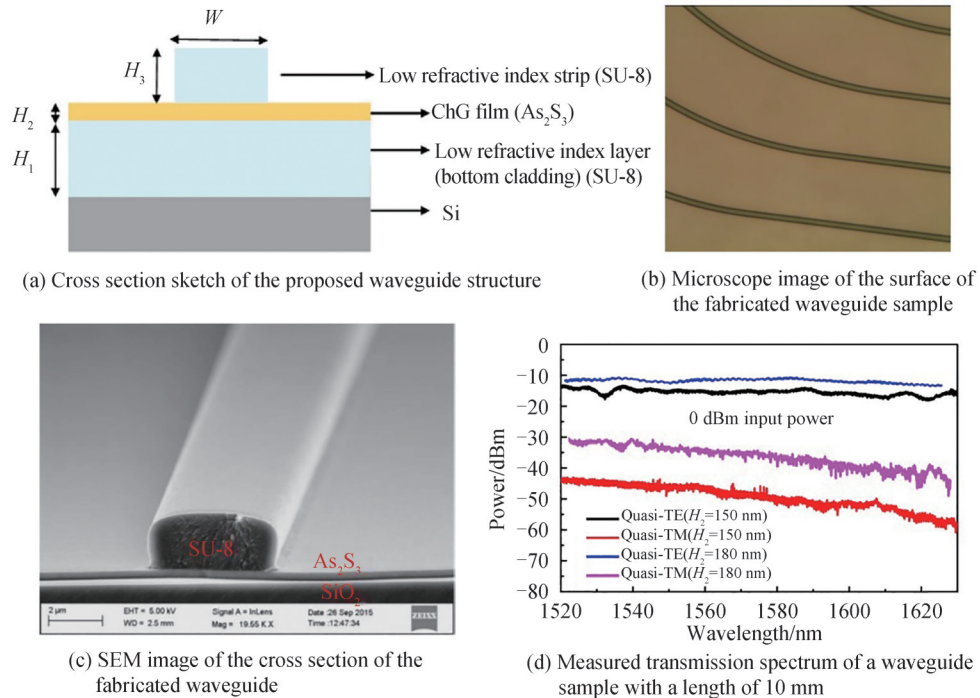 W
H3
Low refractive index strip (SU-8)
H2
ChG film (As2S3)
H1
Low refractive index layer
(bottom cladding) (SU-8)
Si
(a) Cross section sketch of the proposed waveguide structure
(b) Microscope image of the surface of
the fabricated waveguide sample
SU-8
As2S3
SiO2
2 μm
EHT = 5.00 kV
WD = 2.5 mm
Signal A = InLens
Mag = 19.55 K X
Date :26 Sep 2015
Time :12:47:34
ZEISS
(c) SEM image of the cross section of the
fabricated waveguide
0
−10
−20
−30
−40
−50
−60
−70
−80
Power/dBm
0 dBm input power
Quasi-TE(H2=150 nm)
Quasi-TM(H2=150 nm)
Quasi-TE(H2=180 nm)
Quasi-TM(H2=180 nm)
1520 1540 1560 1580 1600 1620
Wavelength/nm
(d) Measured transmission spectrum of a waveguide
sample with a length of 10 mm